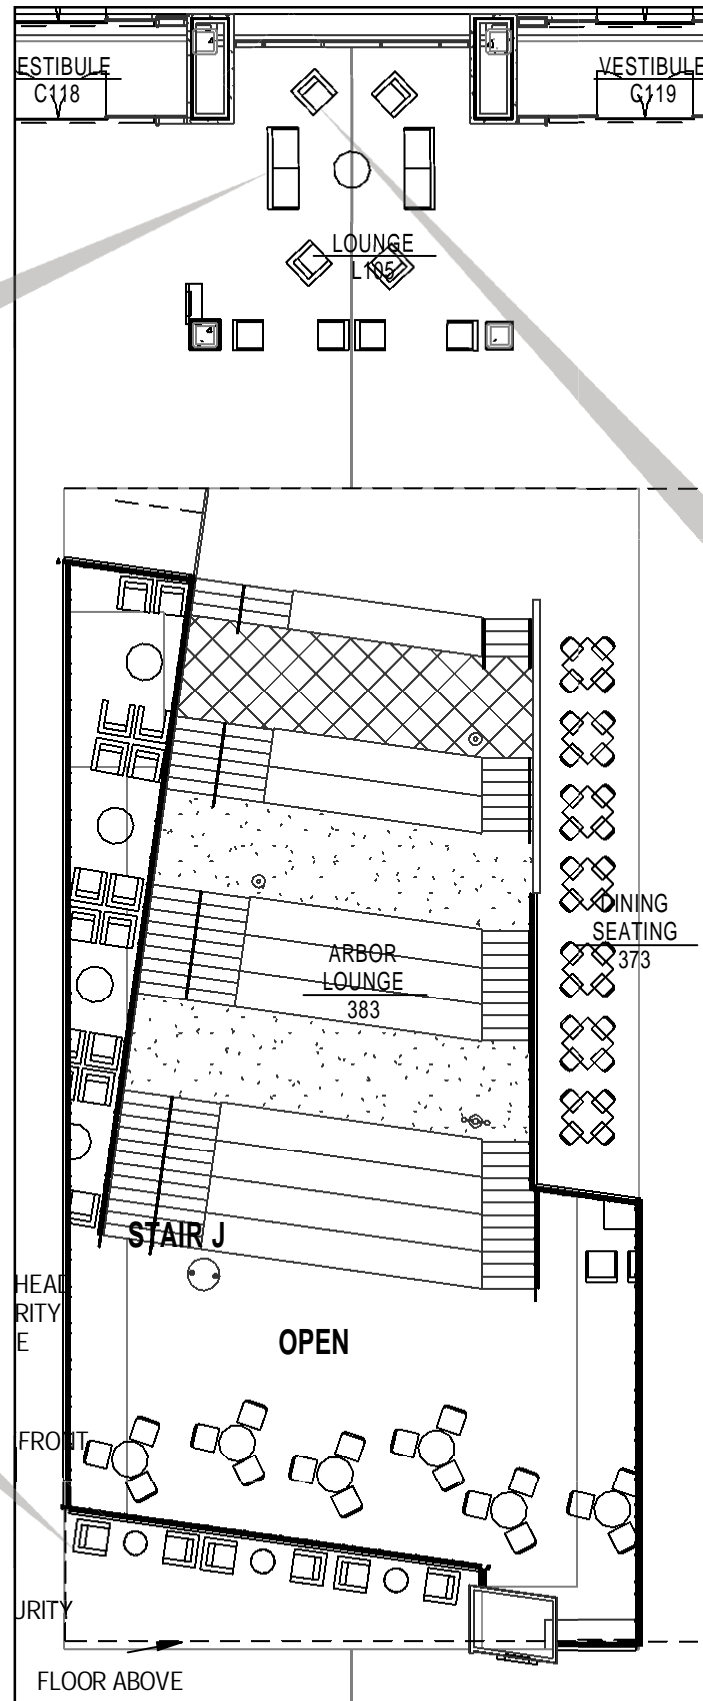 ESTIBULE
C118
VESTIBULE
C119
LOUNGE
L105
ARBOR
LOUNGE
383
DINING
SEATING
373
STAIR J
HEAD
RITY
E
OPEN
FRONT
URITY
FLOOR ABOVE